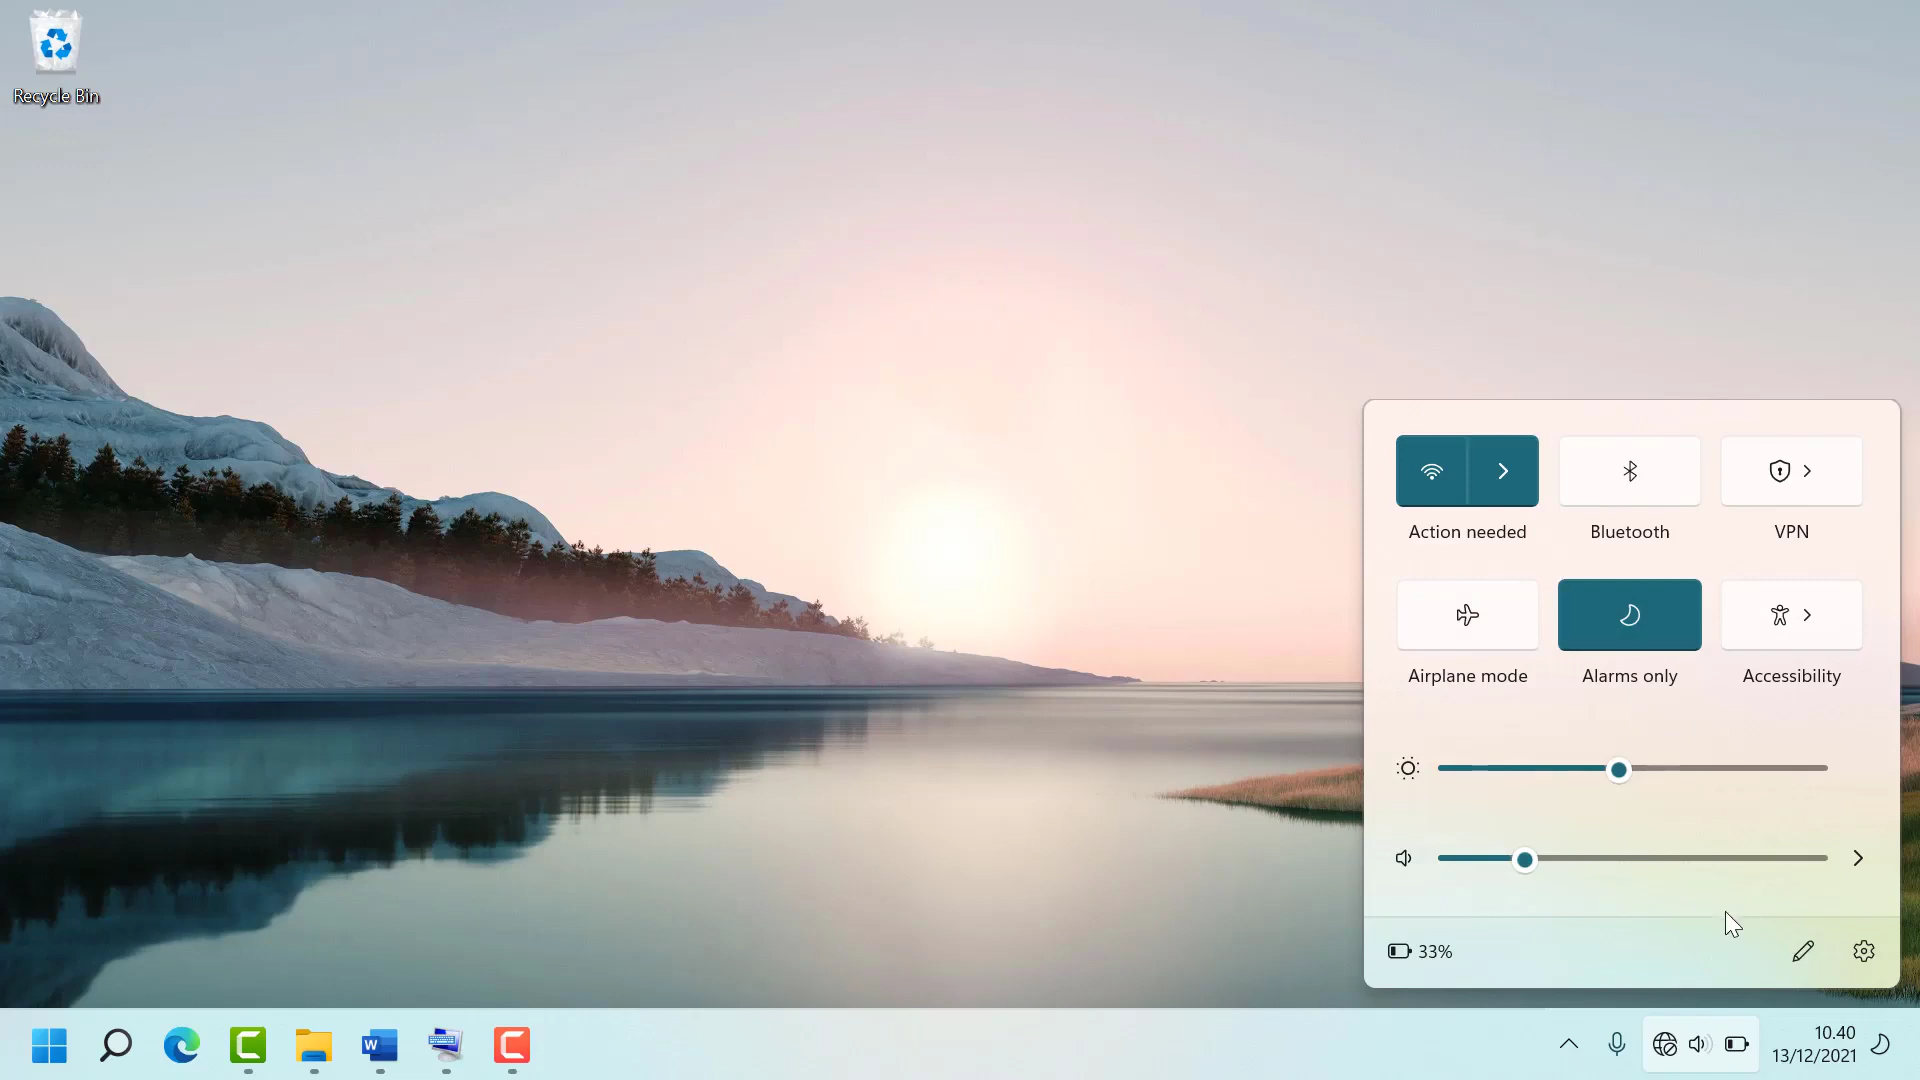 Recycle Bin
Action needed
Bluetooth
VPN
Airplane mode
Alarms only
Accessibility
33%
W
10.40
13/12/2021